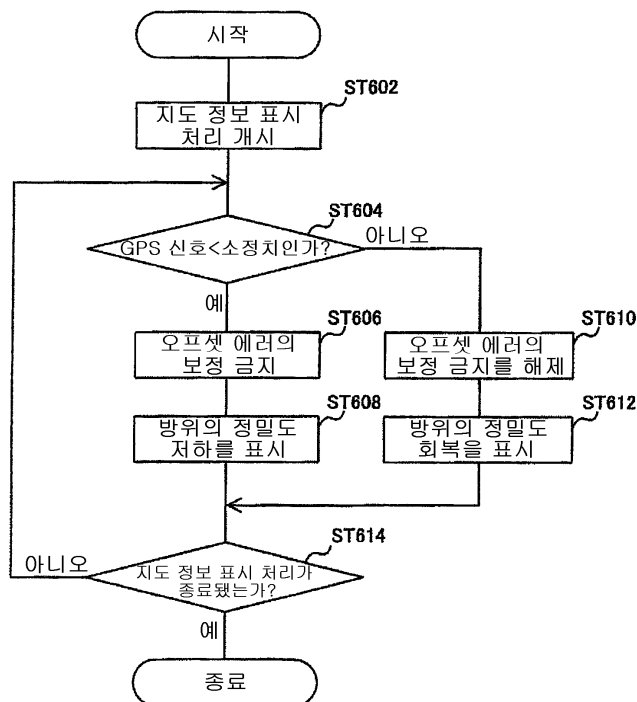 시작
ST602
지도 정보 표시
처리 개시
ST604
GPS 신호<소정치인가?
아니오
예
ST606
오프셋 에러의
보정 금지
ST610
오프셋 에러의
보정 금지를 해제
ST608
방위의 정밀도
저하를 표시
ST612
방위의 정밀도
회복을 표시
ST614
아니오
지도 정보 표시 처리가
종료됐는가?
예
종료